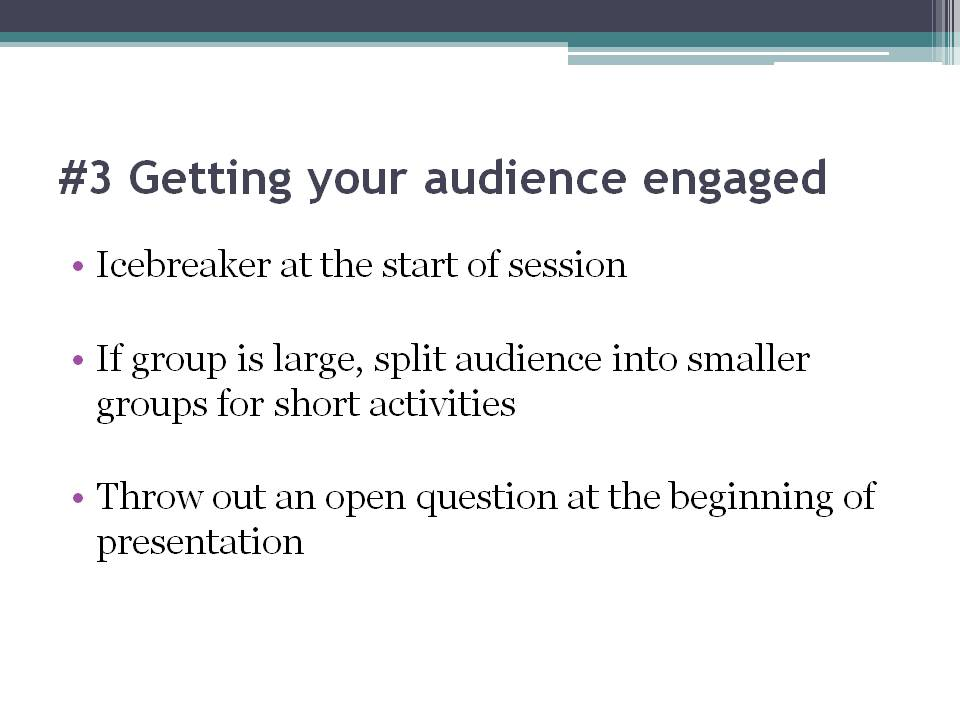 #3 Getting your audience engaged
• Icebreaker at the start of session
• If group is large, split audience into smaller
groups for short activities
• Throw out an open question at the beginning of
presentation